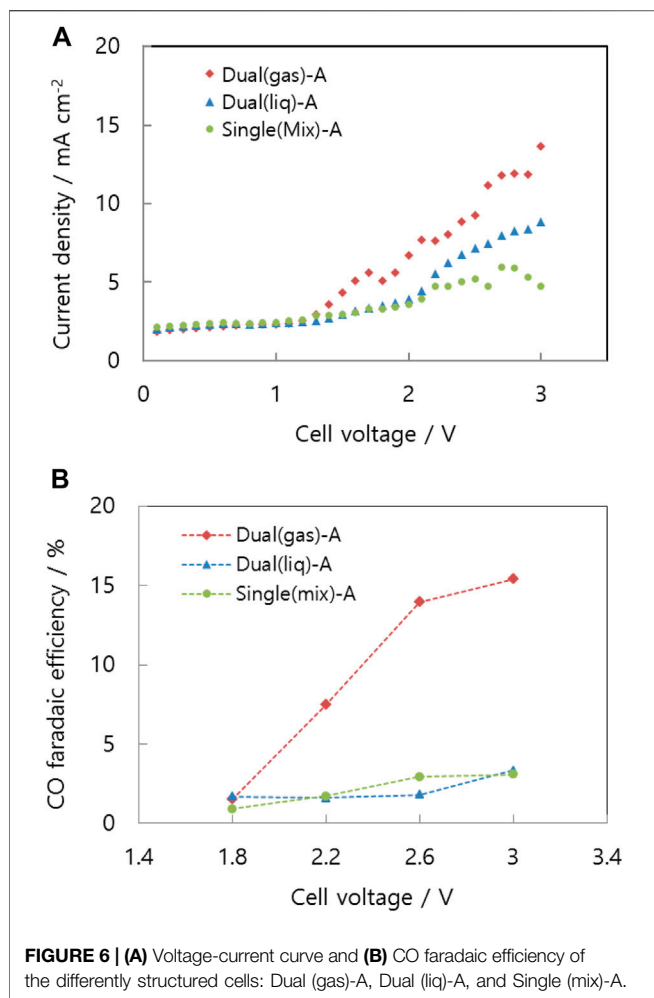 A
20
15
10
5
0
Current density / mA cm⁻²
Dual(gas)-A
Dual(liq)-A
Single(Mix)-A
0 1 2 3
Cell voltage / V
B
20
15
10
5
0
CO faradaic efficiency / %
Dual(gas)-A
Dual(liq)-A
Single(mix)-A
1.4 1.8 2.2 2.6 3 3.4
Cell voltage / V
FIGURE 6 | (A) Voltage-current curve and (B) CO faradaic efficiency of
the differently structured cells: Dual (gas)-A, Dual (liq)-A, and Single (mix)-A.